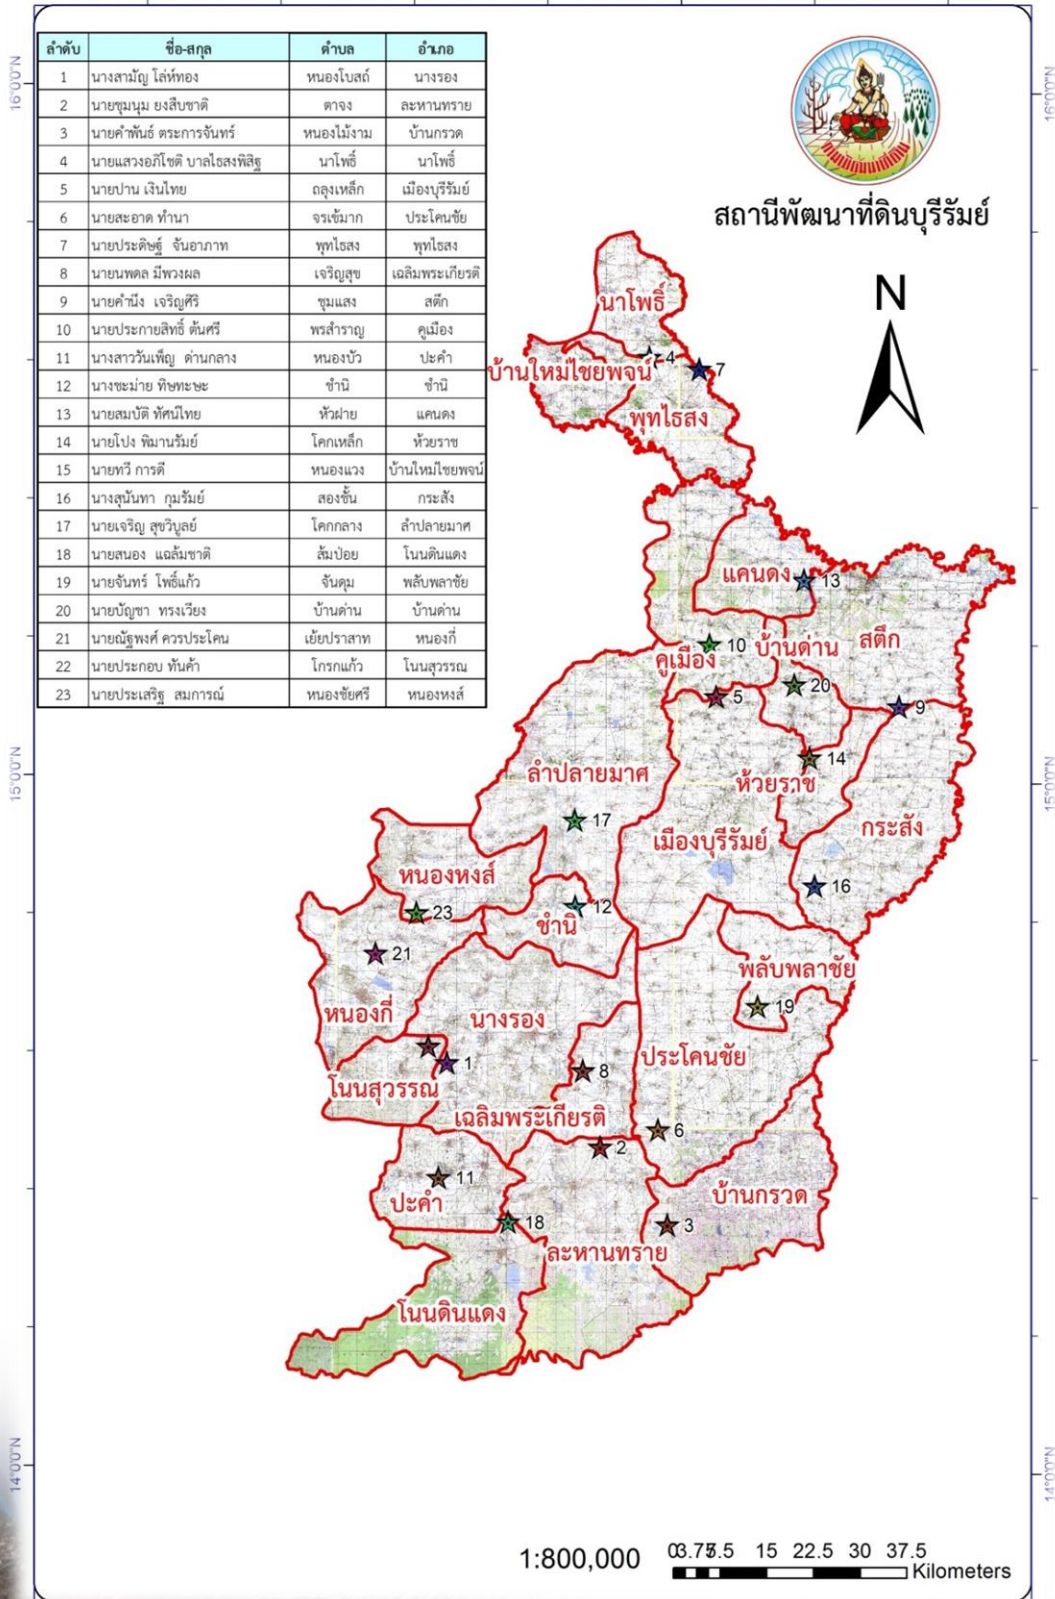 ลำดับ ชื่อ-สกุล ตำบล อำเภอ
1 นางสามัญ โล่ห์ทอง หนองโบสถ์ นางรอง
2 นายชุมนุม ยงสืบชาติ ตาจง ละหานทราย
3 นายคำพันธ์ ตระการจันทร์ หนองไม้งาม บ้านกรวด
4 นายแสวงอภิโชติ บาลไธสงพิสิฐ นาโพธิ์ นาโพธิ์
5 นายปาน เงินไทย ถลุงเหล็ก เมืองบุรีรัมย์
6 นายสะอาด ทำนา จรเข้มาก ประโคนชัย
7 นายประดิษฐ์ จันอาภาท พุทไธสง พุทไธสง
8 นายนพดล มีพวงผล เจริญสุข เฉลิมพระเกียรติ
9 นายคำนึง เจริญศิริ ชุมแสง สตึก
10 นายประกายสิทธิ์ ต้นศรี พรสำราญ คูเมือง
11 นางสาววันเพ็ญ ด่านกลาง หนองบัว ปะคำ
12 นางชะม่าย ทิษทะษะ ชำนิ ชำนิ
13 นายสมบัติ ทัศน์ไทย หัวฝาย แคนดง
14 นายโปง พิมานรัมย์ โคกเหล็ก ห้วยราช
15 นายทวี การดี หนองแวง บ้านใหม่ไชยพจน์
16 นางสุนันทา กุมรัมย์ สองชั้น กระสัง
17 นายเจริญ สุขวิบูลย์ โคกกลาง ลำปลายมาศ
18 นายสนอง แฉล้มชาติ ส้มป่อย โนนดินแดง
19 นายจันทร์ โพธิ์แก้ว จันดุม พลับพลาชัย
20 นายบัญชา ทรงเวียง บ้านด่าน บ้านด่าน
21 นายณัฐพงศ์ ควรประโคน เย้ยปราสาท หนองกี่
22 นายประกอบ ทันค้า โกรกแก้ว โนนสุวรรณ
23 นายประเสริฐ สมการณ์ หนองชัยศรี หนองหงส์
สถานีพัฒนาที่ดินบุรีรัมย์
N
นาโพธิ์
4
บ้านใหม่ไชยพจน์
7
พุทไธสง
แคนดง
13
10
บ้านด่าน
สตึก
คูเมือง
20
5
9
14
ลำปลายมาศ
ห้วยราช
17
เมืองบุรีรัมย์
กระสัง
หนองหงส์
16
23
12
ชำนิ
21
พลับพลาชัย
19
หนองกี่
นางรอง
ประโคนชัย
1
8
โนนสุวรรณ
เฉลิมพระเกียรติ
6
2
11
บ้านกรวด
ปะคำ
18
3
ละหานทราย
โนนดินแดง
16°0'0"N
16°0'0"N
15°0'0"N
15°0'0"N
14°0'0"N
14°0'0"N
1:800,000
0 3.75 7.5 15 22.5 30 37.5
Kilometers